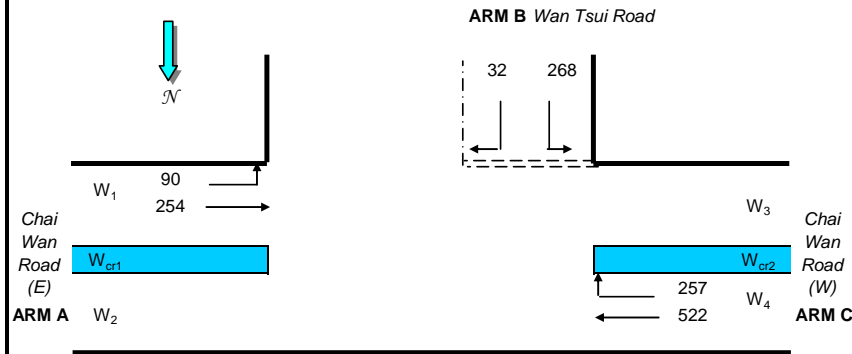 ARM B Wan Tsui Road
N
32 268
W1
90
254
Chai
Wan
Road
(E)
ARM A
Wcr1
W2
W3
Wcr2
W4
257
522
Chai
Wan
Road
(W)
ARM C